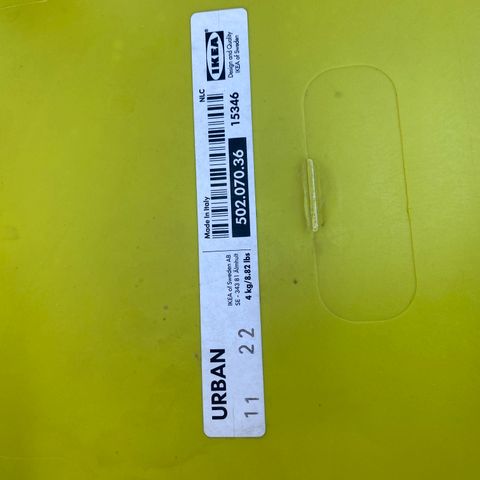 URBAN
11 22
IKEA of Sweden AB
SE - 343 81 Älmhult
4 kg/8.82 lbs
Made in Italy
502.070.36
NLC
15346
IKEA
Design and Quality
IKEA of Sweden